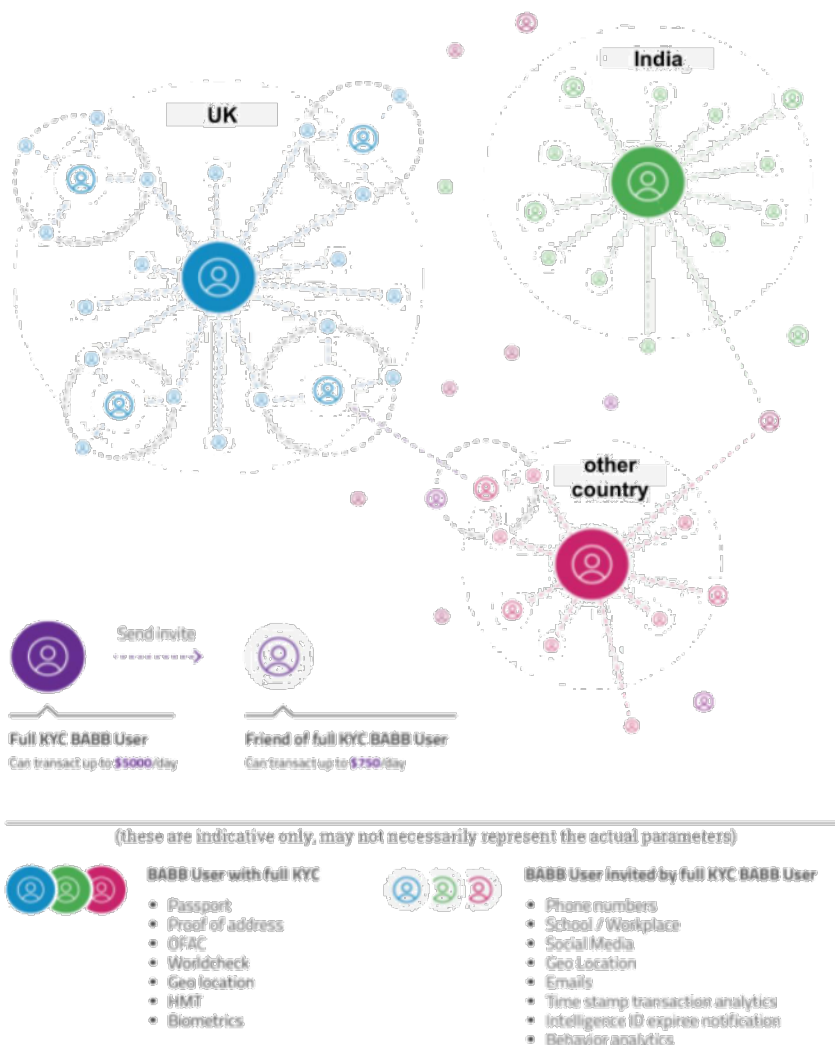 India
UK
other
country
Send invite
Full KYC BABB User
Can transact up to $5000/day
Friend of full KYC BABB User
Can transact up to $750/day
(these are indicative only, may not necessarily represent the actual parameters)
BABB User with full KYC
• Passport
• Proof of address
• OFAC
• Worldcheck
• Geo location
• HMT
• Biometrics
BABB User invited by full KYC BABB User
• Phone numbers
• School / Workplace
• Social Media
• Geo Location
• Emails
• Time stamp transaction analytics
• Intelligence ID expiree notification
• Behavior analytics